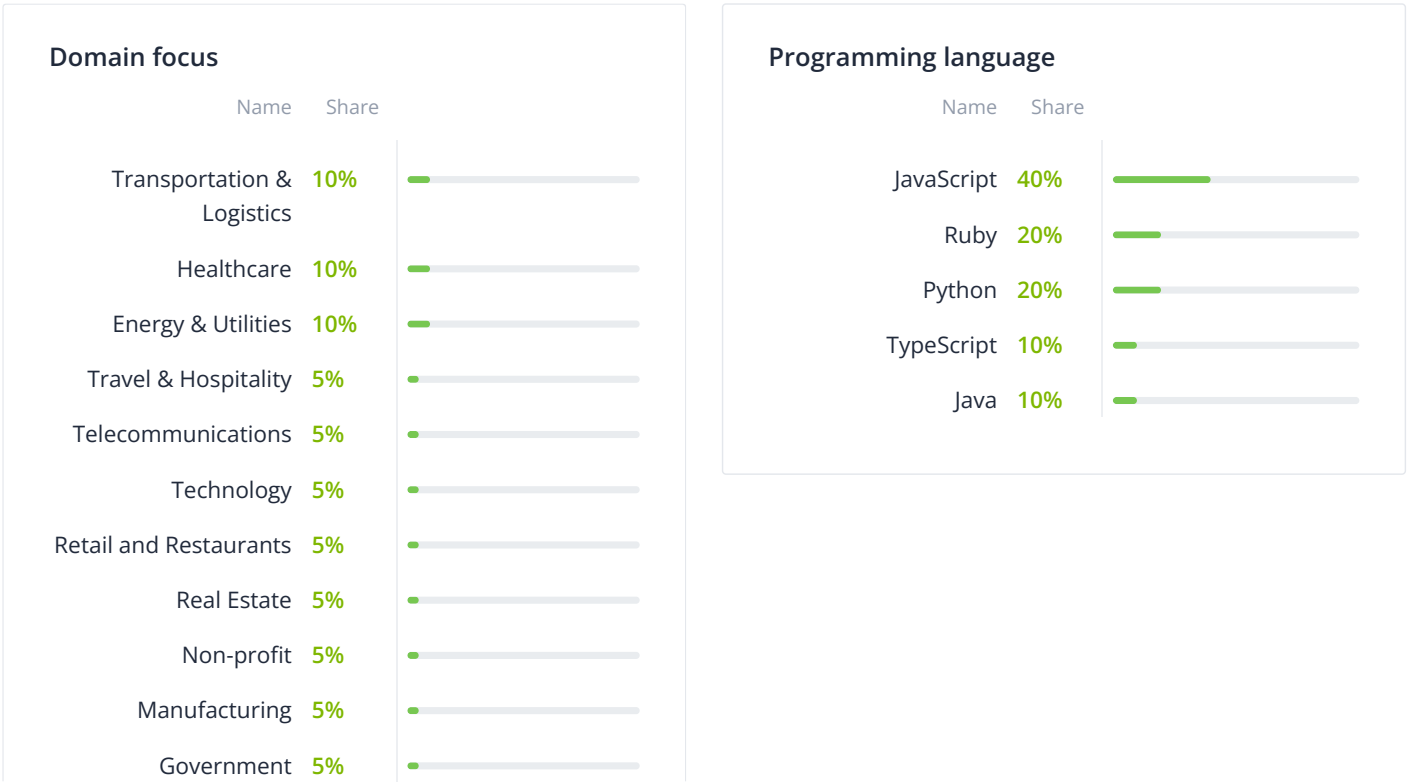 Domain focus
Name Share
Transportation & 10%
Logistics
Healthcare 10%
Energy & Utilities 10%
Travel & Hospitality 5%
Telecommunications 5%
Technology 5%
Retail and Restaurants 5%
Real Estate 5%
Non-profit 5%
Manufacturing 5%
Government 5%
Programming language
Name Share
JavaScript 40%
Ruby 20%
Python 20%
TypeScript 10%
Java 10%